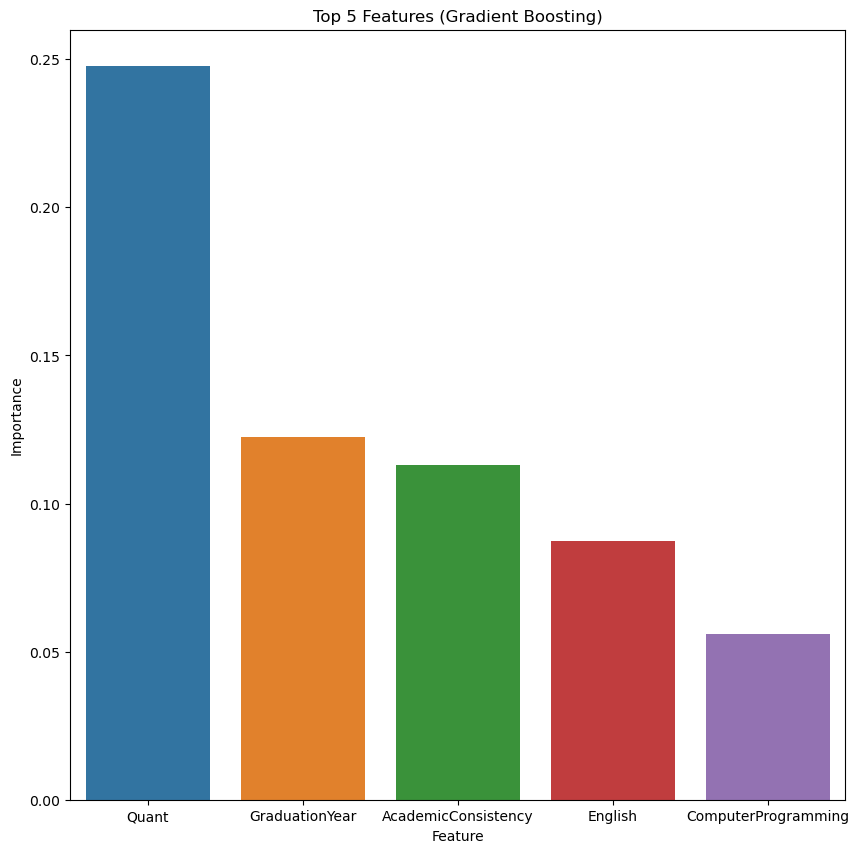 Top 5 Features (Gradient Boosting)
Importance
0.25
0.20
0.15
0.10
0.05
0.00
Quant GraduationYear AcademicConsistency English ComputerProgramming
Feature